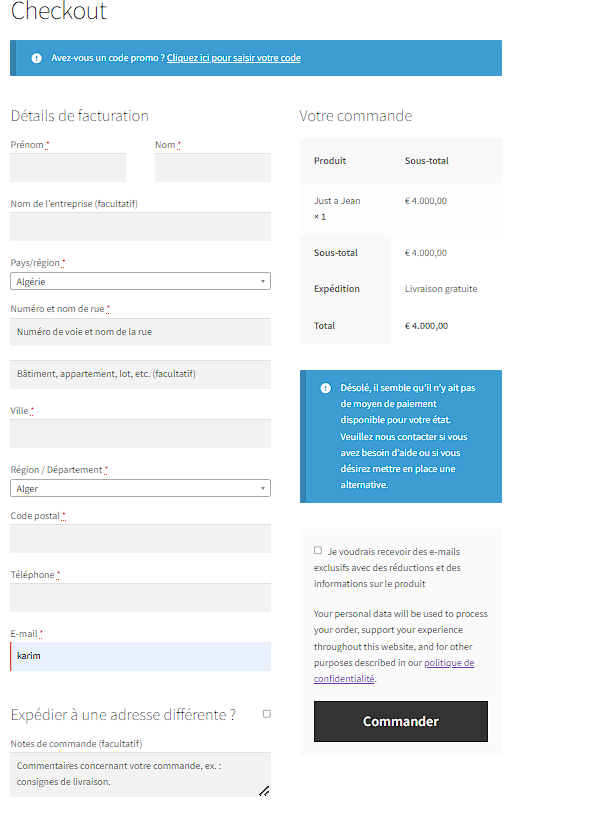 Checkout
Avez-vous un code promo ? Cliquez ici pour saisir votre code
Détails de facturation
Prénom *
Nom *
Nom de l'entreprise (facultatif)
Pays/région *
Algérie
Numéro et nom de rue *
Numéro de voie et nom de la rue
Bâtiment, appartement, lot, etc. (facultatif)
Ville *
Région / Département *
Alger
Code postal *
Téléphone *
E-mail *
karim
Expédier à une adresse différente ?
Notes de commande (facultatif)
Commentaires concernant votre commande, ex. :
consignes de livraison.
Votre commande
Produit Sous-total
Just a Jean € 4.000,00
× 1
Sous-total € 4.000,00
Expédition Livraison gratuite
Total € 4.000,00
Désolé, il semble qu'il n'y ait pas
de moyen de paiement
disponible pour votre état.
Veuillez nous contacter si vous
avez besoin d'aide ou si vous
désirez mettre en place une
alternative.
Je voudrais recevoir des e-mails
exclusifs avec des réductions et des
informations sur le produit
Your personal data will be used to process
your order, support your experience
throughout this website, and for other
purposes described in our politique de
confidentialité.
Commander